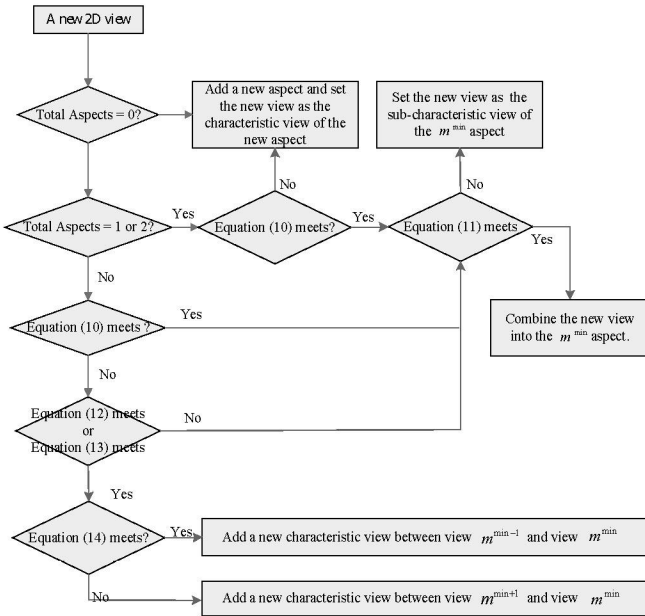 A new 2D view
Total Aspects = 0?
Add a new aspect and set
the new view as the
characteristic view of the
new aspect
Set the new view as the
sub-characteristic view of
the m^min aspect
No
No
Total Aspects = 1 or 2?
Yes
Equation (10) meets?
Yes
Equation (11) meets
Yes
No
Equation (10) meets ?
Yes
Combine the new view
into the m^min aspect.
No
Equation (12) meets
or
Equation (13) meets
No
Yes
Equation (14) meets?
Yes
Add a new characteristic view between view m^min−1 and view m^min
No
Add a new characteristic view between view m^min+1 and view m^min